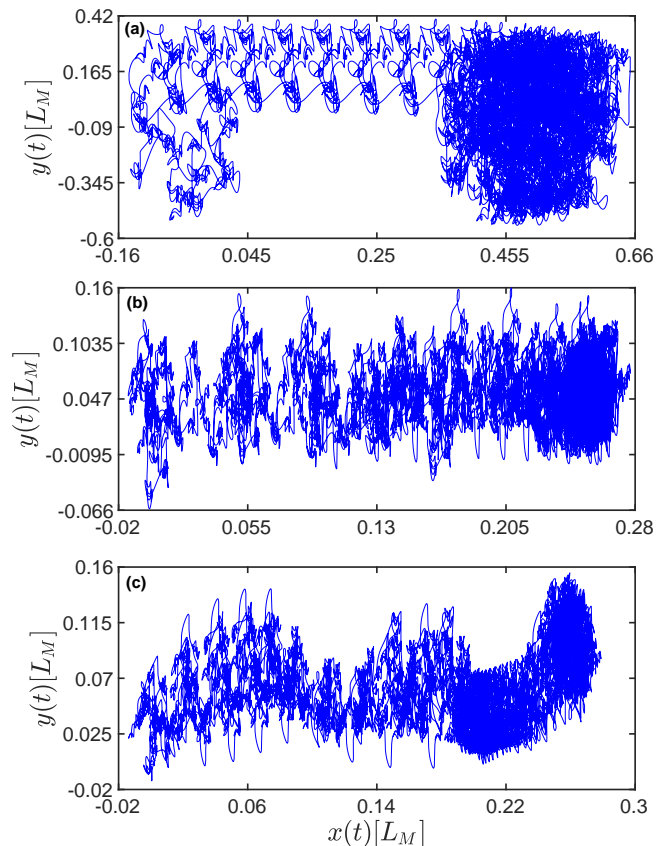 (a)
0.42
0.165
-0.09
-0.345
-0.6
y(t)[L_M]
-0.16 0.045 0.25 0.455 0.66
(b)
0.16
0.1035
0.047
-0.0095
-0.066
y(t)[L_M]
-0.02 0.055 0.13 0.205 0.28
(c)
0.16
0.115
0.07
0.025
-0.02
y(t)[L_M]
-0.02 0.06 0.14 0.22 0.3
x(t)[L_M]